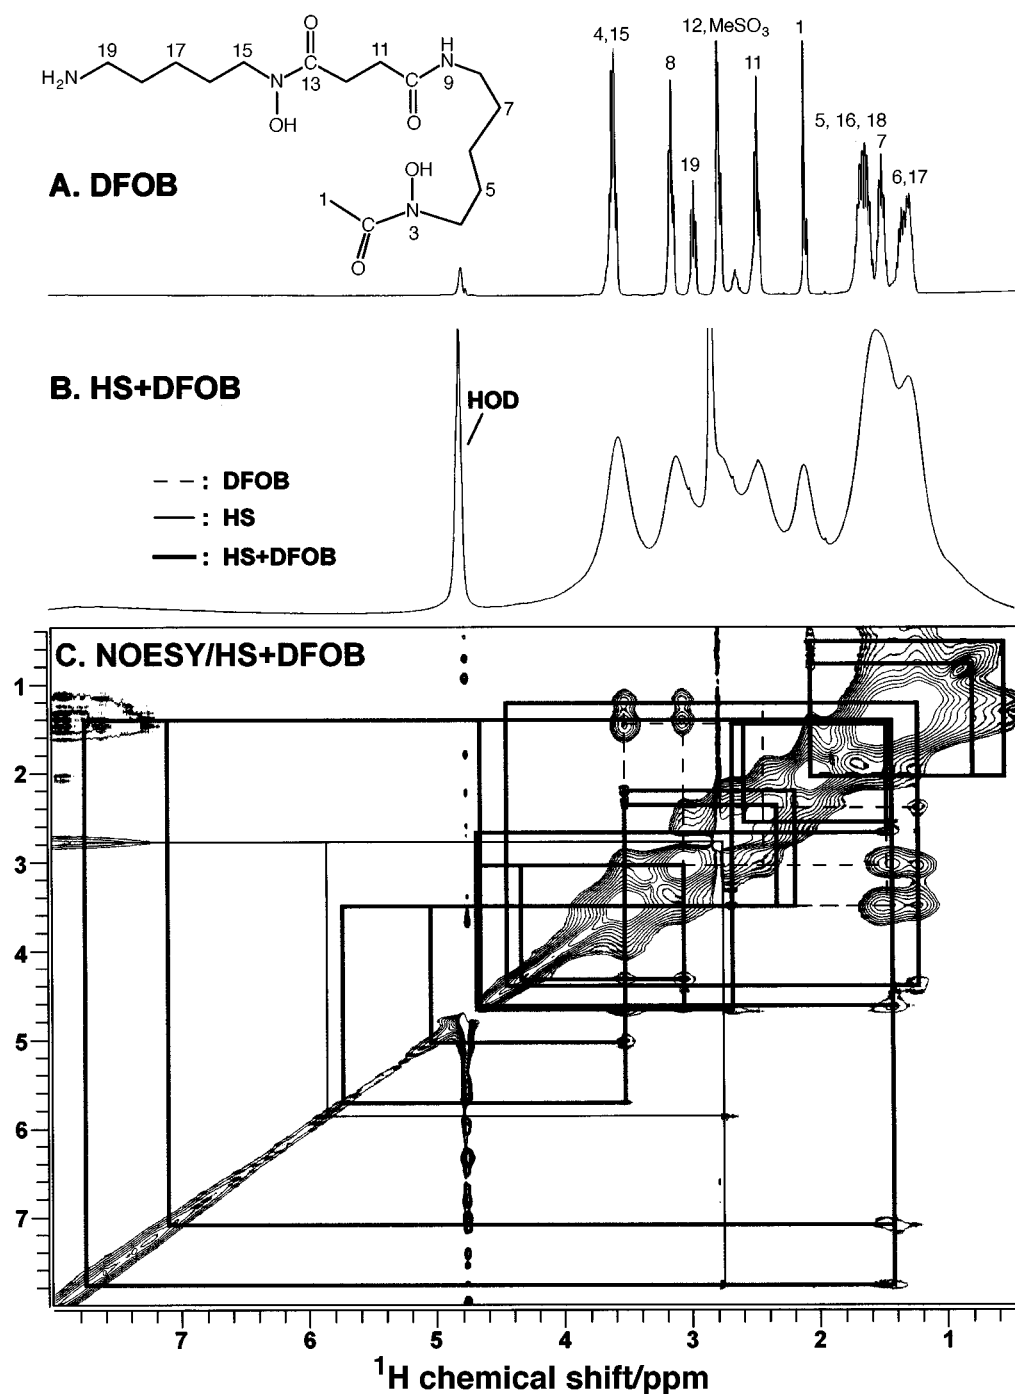 12,MeSO3
4,15
1
8
11
5, 16, 18
7
19
6,17
O
19
17
15
11
H
N
9
H2N
N
13
OH
O
7
A. DFOB
OH
5
1
N
3
O
B. HS+DFOB
HOD
– – : DFOB
— : HS
— : HS+DFOB
C. NOESY/HS+DFOB
1
2
3
4
5
6
7
7 6 5 4 3 2 1
1H chemical shift/ppm